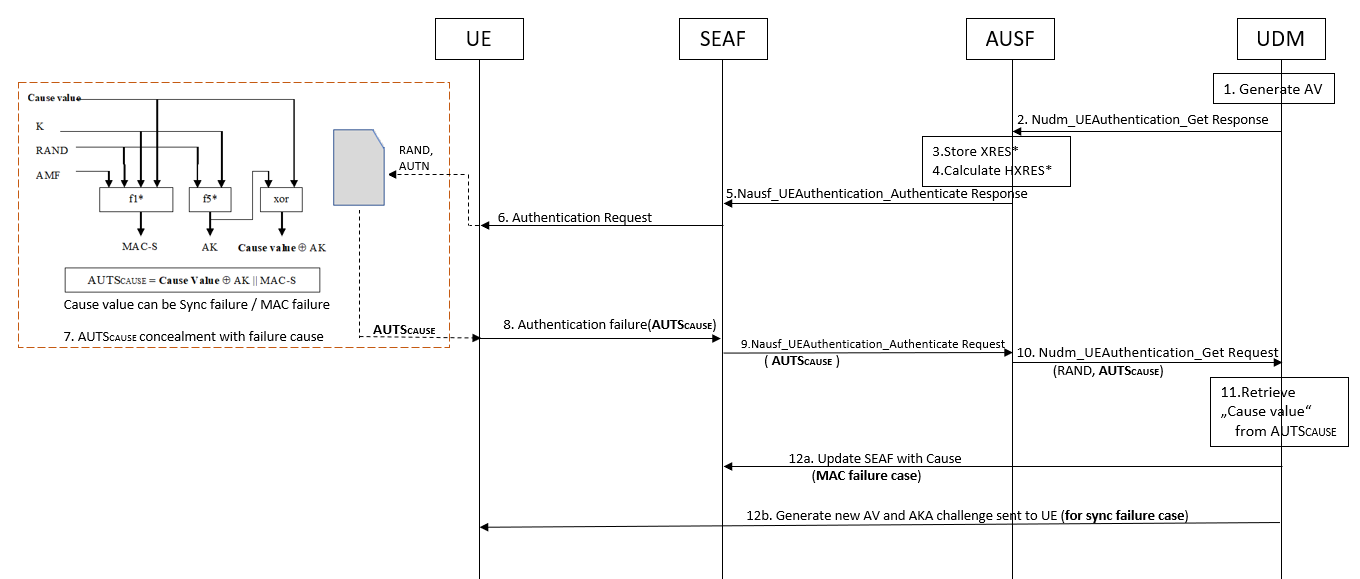 UE
SEAF
AUSF
UDM
1. Generate AV
2. Nudm_UEAuthentication_Get Response
3.Store XRES*
4.Calculate HXRES*
5.Nausf_UEAuthentication_Authenticate Response
6. Authentication Request
Cause value
K
RAND
AMF
f1*
f5*
xor
MAC-S
AK
Cause value ⊕ AK
AUTSCAUSE = Cause Value ⊕ AK || MAC-S
Cause value can be Sync failure / MAC failure
7. AUTSCAUSE concealment with failure cause
RAND,
AUTN
AUTSCAUSE
8. Authentication failure(AUTSCAUSE)
9.Nausf_UEAuthentication_Authenticate Request
( AUTSCAUSE )
10. Nudm_UEAuthentication_Get Request
(RAND, AUTSCAUSE)
11.Retrieve
„Cause value“
from AUTSCAUSE
12a. Update SEAF with Cause
(MAC failure case)
12b. Generate new AV and AKA challenge sent to UE (for sync failure case)